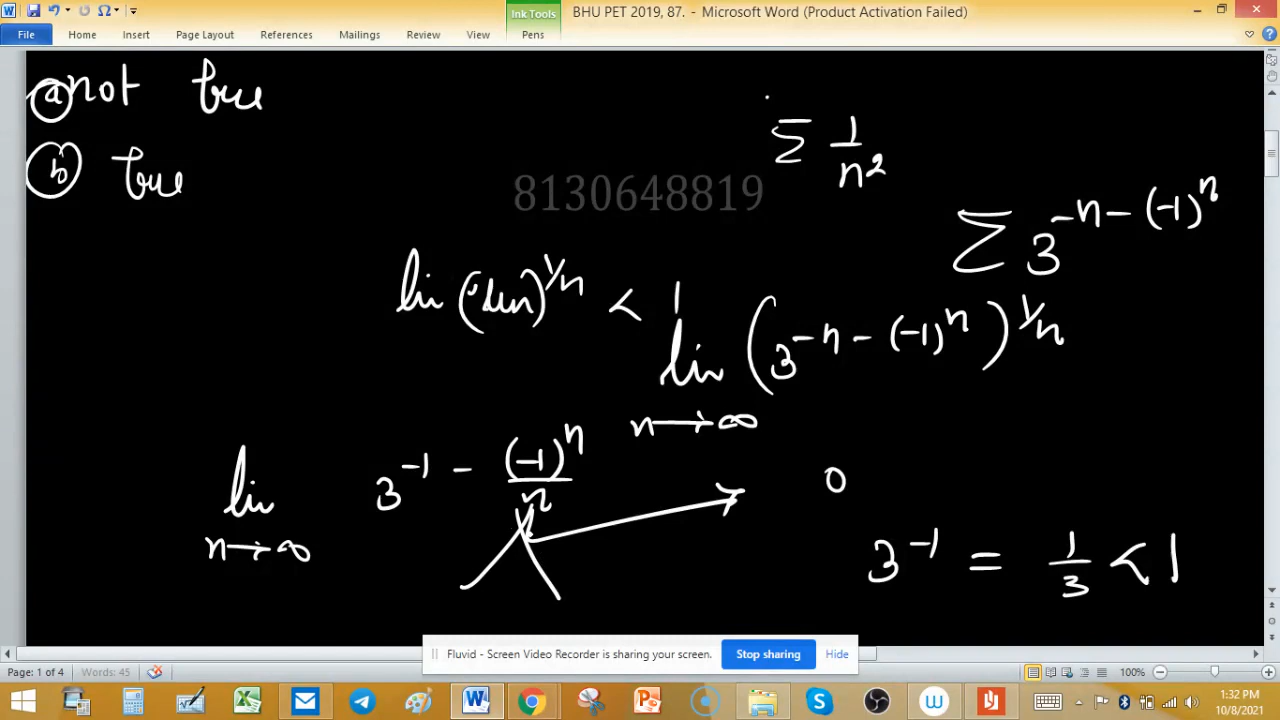 Ink Tools
BHU PET 2019, 87. - Microsoft Word (Product Activation Failed)
File Home Insert Page Layout References Mailings Review View Pens
a not true
b true
Σ 1/n²
8130648819
Σ 3^(-n-(-1)^n)
lim (un)^(1/n) < 1
lim n→∞ (3^(-n-(-1)^n))^(1/n)
lim n→∞ 3^(-1-(-1)^n/n)
0
3^(-1) = 1/3 < 1
Fluvid - Screen Video Recorder is sharing your screen. Stop sharing Hide
Page: 1 of 4 Words: 45 100%
1:32 PM
10/8/2021